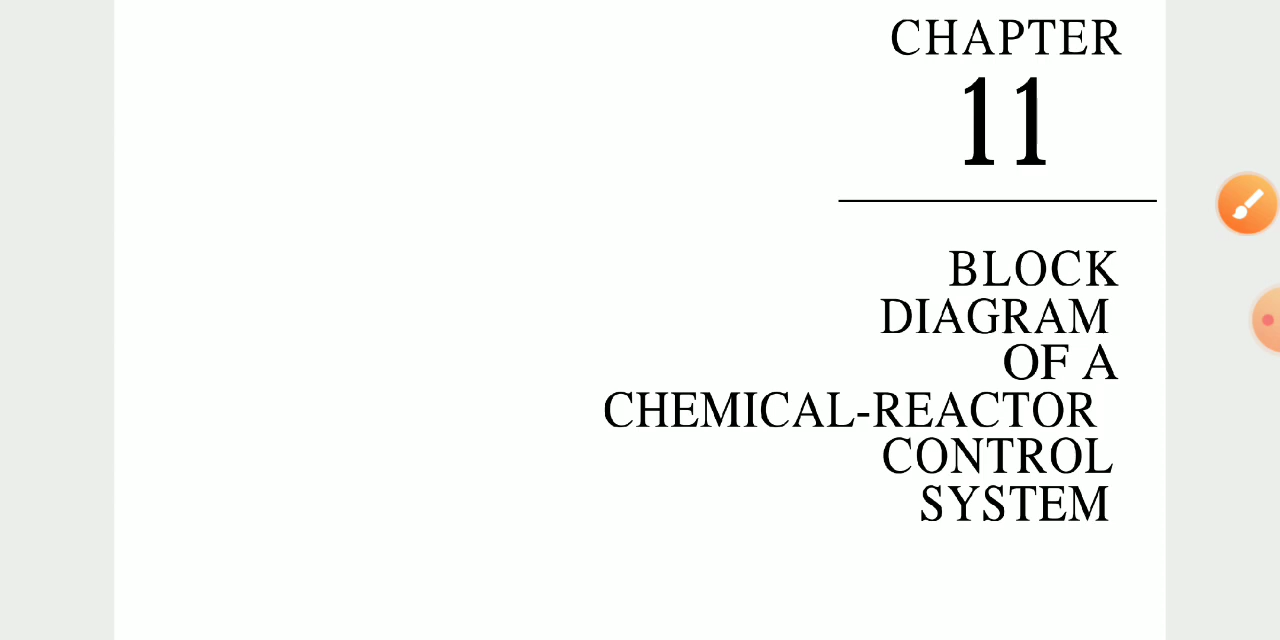 CHAPTER
11
BLOCK
DIAGRAM
OF A
CHEMICAL-REACTOR
CONTROL
SYSTEM